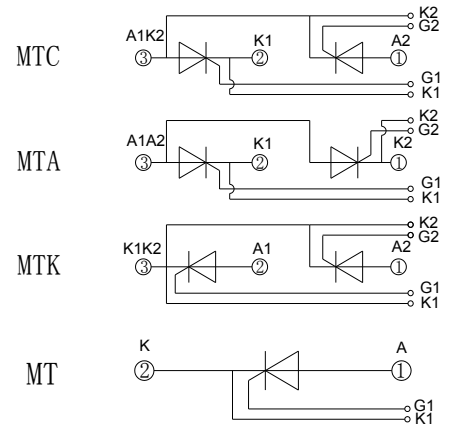 K2
G2
A1K2 K1 A2
MTC ③ ② ①
G1
K1
K2
G2
A1A2 K1 K2
MTA ③ ② ①
G1
K1
K2
G2
K1K2 A1 A2
MTK ③ ② ①
G1
K1
K A
MT ② ①
G1
K1